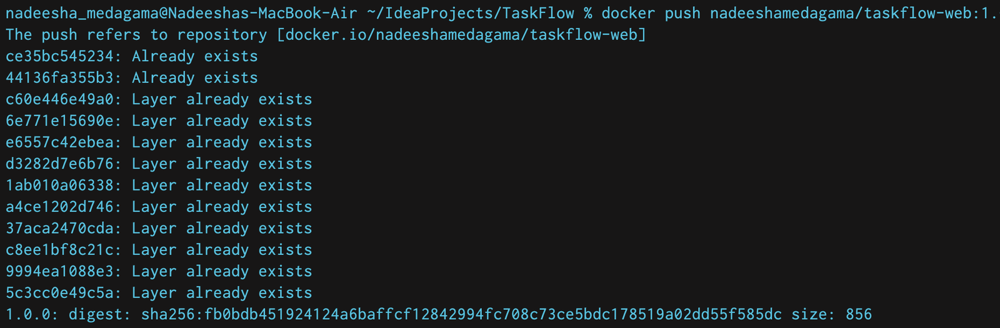 nadeesha_medagama@Nadeeshas-MacBook-Air ~/IdeaProjects/TaskFlow % docker push nadeeshamedagama/taskflow-web:1.
The push refers to repository [docker.io/nadeeshamedagama/taskflow-web]
ce35bc545234: Already exists
44136fa355b3: Already exists
c60e446e49a0: Layer already exists
6e771e15690e: Layer already exists
e6557c42ebea: Layer already exists
d3282d7e6b76: Layer already exists
1ab010a06338: Layer already exists
a4ce1202d746: Layer already exists
37aca2470cda: Layer already exists
c8ee1bf8c21c: Layer already exists
9994ea1088e3: Layer already exists
5c3cc0e49c5a: Layer already exists
1.0.0: digest: sha256:fb0bdb451924124a6baffcf12842994fc708c73ce5bdc178519a02dd55f585dc size: 856